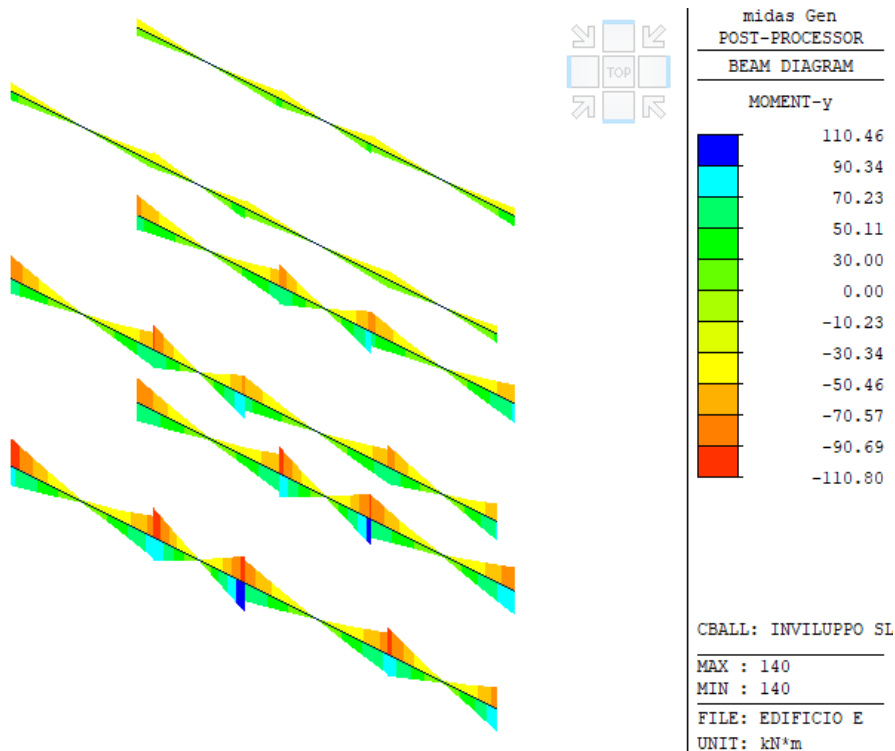 TOP
midas Gen
POST-PROCESSOR
BEAM DIAGRAM
MOMENT-y
110.46
90.34
70.23
50.11
30.00
0.00
-10.23
-30.34
-50.46
-70.57
-90.69
-110.80
CBALL: INVILUPPO SL
MAX : 140
MIN : 140
FILE: EDIFICIO E
UNIT: kN*m